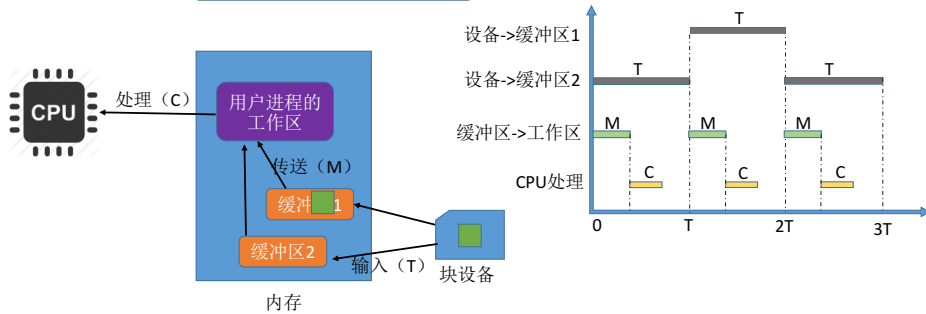 CPU
处理（C）
用户进程的
工作区
传送（M）
缓冲 1
缓冲区2
输入（T）
块设备
内存
设备->缓冲区1
设备->缓冲区2
缓冲区->工作区
CPU处理
T
T
T
M
M
M
C
C
C
0
T
2T
3T